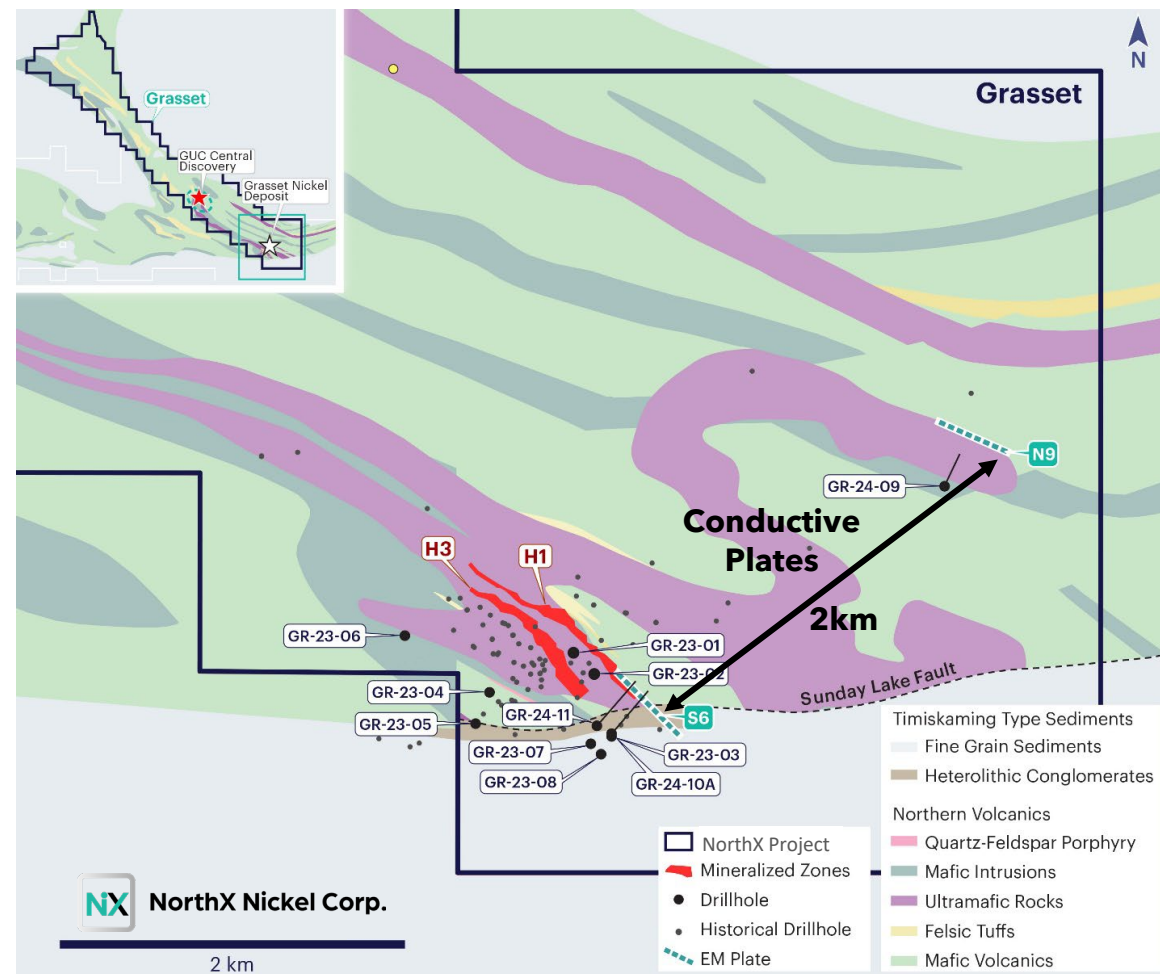 Grasset
GUC Central
Discovery
Grasset Nickel
Deposit
N
Grasset
N9
GR-24-09
Conductive
Plates
2km
H3
H1
GR-23-06
GR-23-01
GR-23-02
GR-23-04
GR-24-11
GR-23-05
S6
Sunday Lake Fault
GR-23-07
GR-23-03
GR-23-08
GR-24-10A
NorthX Project
Mineralized Zones
Drillhole
Historical Drillhole
EM Plate
Timiskaming Type Sediments
Fine Grain Sediments
Heterolithic Conglomerates
Northern Volcanics
Quartz-Feldspar Porphyry
Mafic Intrusions
Ultramafic Rocks
Felsic Tuffs
Mafic Volcanics
NiX NorthX Nickel Corp.
2 km